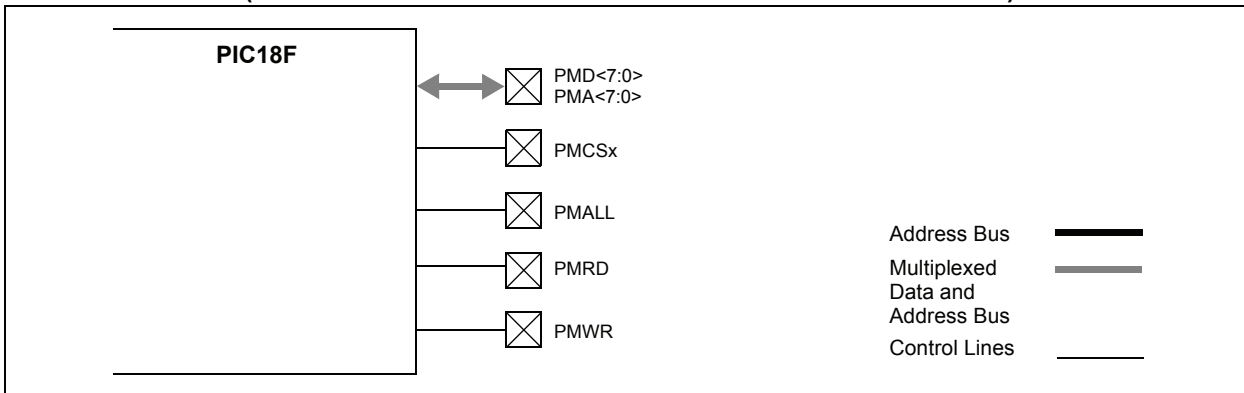 PIC18F
PMD<7:0>
PMA<7:0>
PMCSx
PMALL
PMRD
PMWR
Address Bus
Multiplexed
Data and
Address Bus
Control Lines